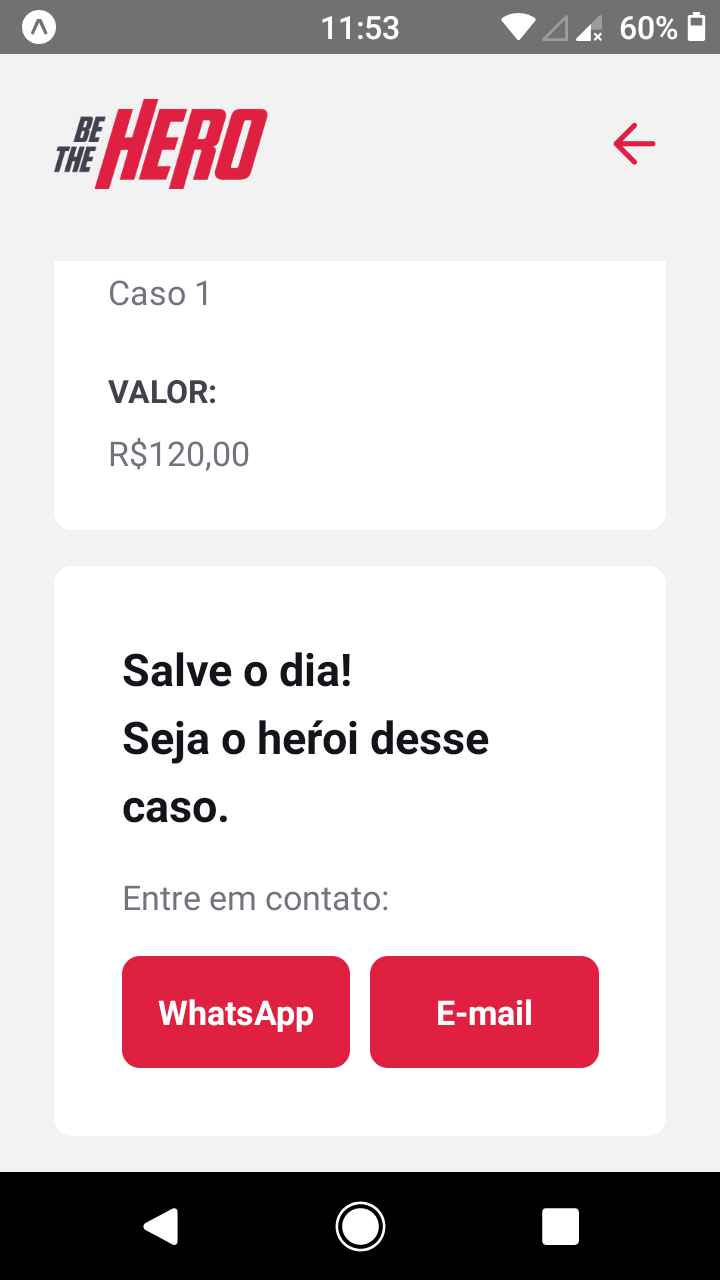 11:53
60%
BE
THE HERO
Caso 1
VALOR:
R$120,00
Salve o dia!
Seja o heŕoi desse
caso.
Entre em contato:
WhatsApp
E-mail